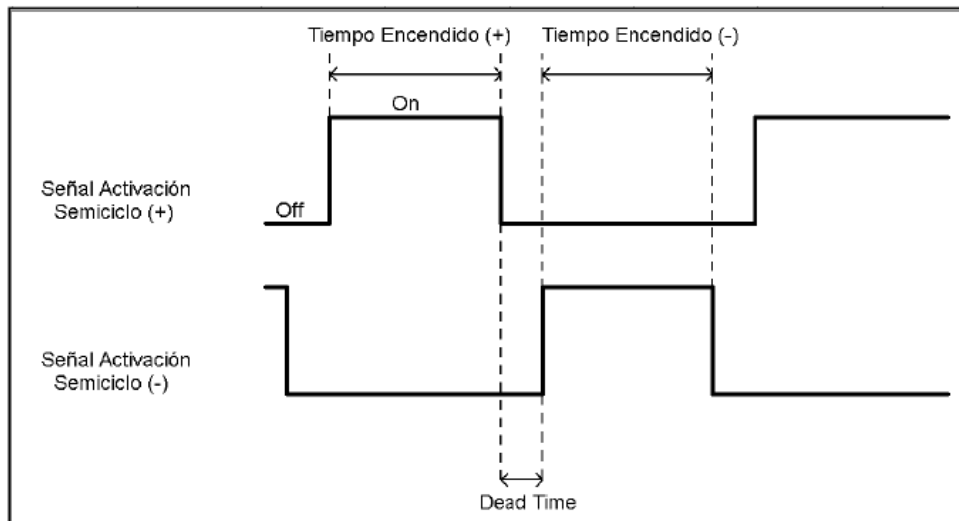 Tiempo Encendido (+)
Tiempo Encendido (-)
On
Señal Activación
Semiciclo (+)
Off
Señal Activación
Semiciclo (-)
Dead Time